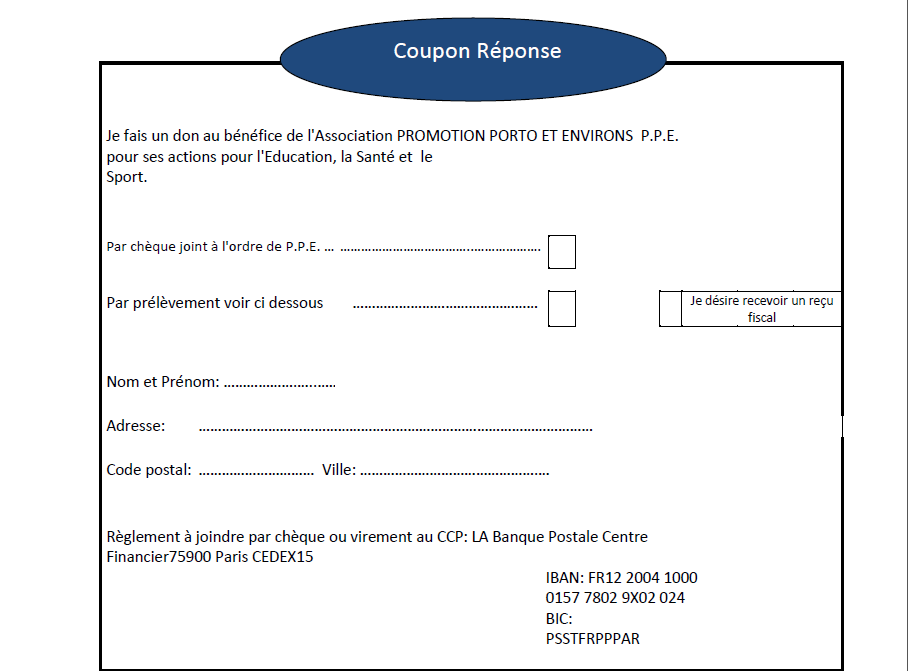 Coupon Réponse
Je fais un don au bénéfice de l'Association PROMOTION PORTO ET ENVIRONS  P.P.E.
pour ses actions pour l'Education, la Santé et  le
Sport.
Par chèque joint à l'ordre de P.P.E. ... ......................................................
Par prélèvement voir ci dessous ................................................
Je désire recevoir un reçu
fiscal
Nom et Prénom: .............................
Adresse: ......................................................................................................
Code postal: .............................. Ville: .................................................
Règlement à joindre par chèque ou virement au CCP: LA Banque Postale Centre
Financier75900 Paris CEDEX15
IBAN: FR12 2004 1000
0157 7802 9X02 024
BIC:
PSSTFRPPPAR